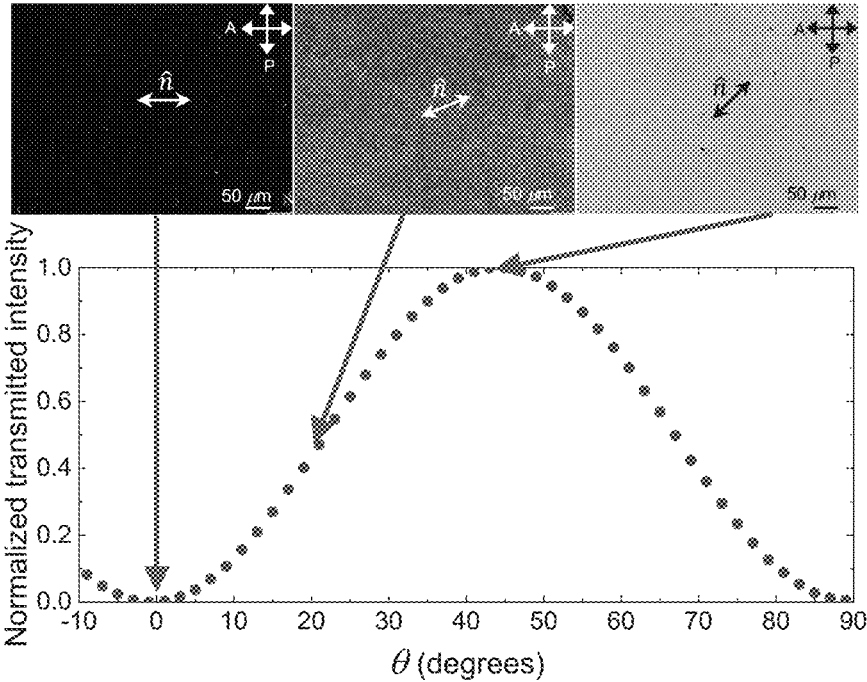 A P
n̂
50 μm
A P
n̂
50 μm
A P
n̂
50 μm
Normalized transmitted intensity
1.0
0.8
0.6
0.4
0.2
0.0
-10 0 10 20 30 40 50 60 70 80 90
θ (degrees)